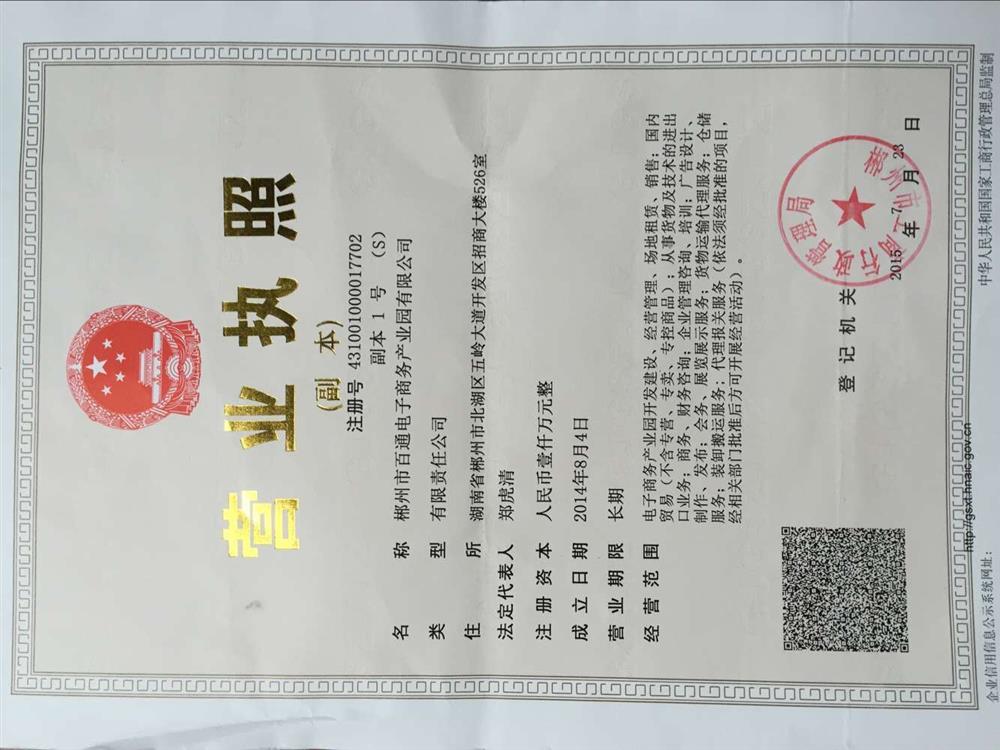 营业执照
(副 本)
注册号 431001000017702
副本 1 号 (S)
名 称 郴州市百通电子商务产业园有限公司
类 型 有限责任公司
住 所 湖南省郴州市北湖区五岭大道开发区招商大楼526室
法定代表人 郑虎清
注 册 资 本 人民币壹仟万元整
成 立 日 期 2014年8月4日
营 业 期 限 长期
经 营 范 围 电子商务产业园开发建设、经营管理、场地租赁、销售；国内
贸易（不含专营、专卖、专控商品）；从事货物及技术的进出
口业务；商务、财务咨询；企业管理咨询、培训；广告设计、
制作、发布；会务、展览展示服务；货物运输代理服务；仓储
服务；装卸搬运服务；代理报关服务（依法须经批准的项目，
经相关部门批准后方可开展经营活动）。
登 记 机 关
郴州市工商行政管理局
2015 年 7 月 23 日
http://gsxt.hnaic.gov.cn
企业信用信息公示系统网址：
中华人民共和国国家工商行政管理总局监制